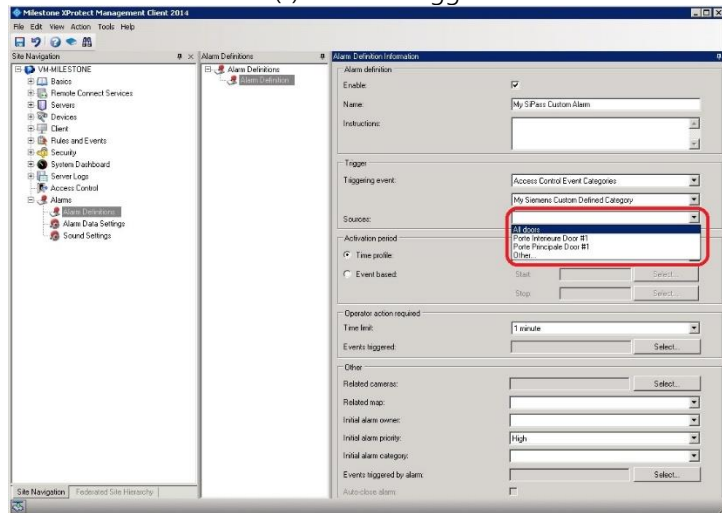 Milestone XProtect Management Client 2014
File Edit View Action Tools Help
Site Navigation
VM-MILESTONE
Basics
Remote Connect Services
Servers
Devices
Client
Rules and Events
Security
System Dashboard
Server Logs
Access Control
Alarms
Alarm Definitions
Alarm Data Settings
Sound Settings
Site Navigation Federated Site Hierarchy
Alarm Definitions
Alarm Definitions
Alarm Definition
Alarm Definition Information
Alarm definition
Enable:
Name: My SiPass Custom Alarm
Instructions:
Trigger
Triggering event: Access Control Event Categories
My Siemens Custom Defined Category
Sources:
All doors
Porte Interieure Door #1
Porte Principale Door #1
Other...
Activation period
Time profile:
Event based: Start: Select...
Stop: Select...
Operator action required
Time limit: 1 minute
Events triggered: Select...
Other
Related cameras: Select...
Related map:
Initial alarm owner:
Initial alarm priority: High
Initial alarm category:
Events triggered by alarm: Select...
Auto-close alarm: